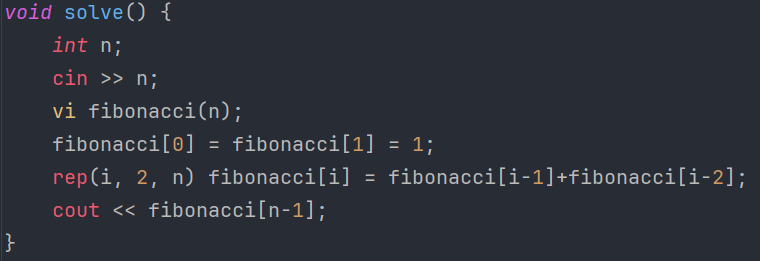 void solve() {
    int n;
    cin >> n;
    vi fibonacci(n);
    fibonacci[0] = fibonacci[1] = 1;
    rep(i, 2, n) fibonacci[i] = fibonacci[i-1]+fibonacci[i-2];
    cout << fibonacci[n-1];
}